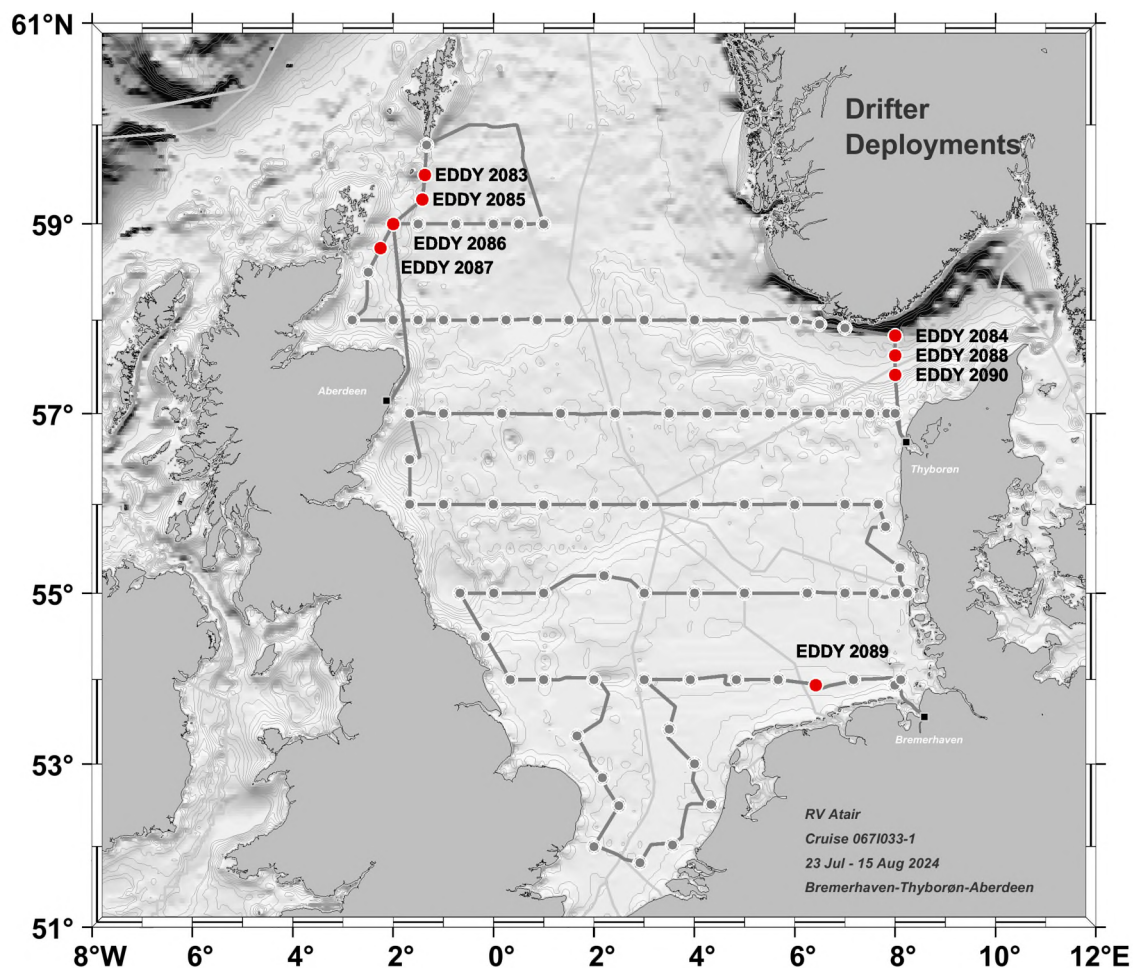 61°N
Drifter
Deployments
EDDY 2083
EDDY 2085
59°
EDDY 2086
EDDY 2087
EDDY 2084
EDDY 2088
EDDY 2090
Aberdeen
57°
Thyborøn
55°
EDDY 2089
Bremerhaven
53°
RV Atair
Cruise 067I033-1
23 Jul - 15 Aug 2024
Bremerhaven-Thyborøn-Aberdeen
51°
8°W 6° 4° 2° 0° 2° 4° 6° 8° 10° 12°E